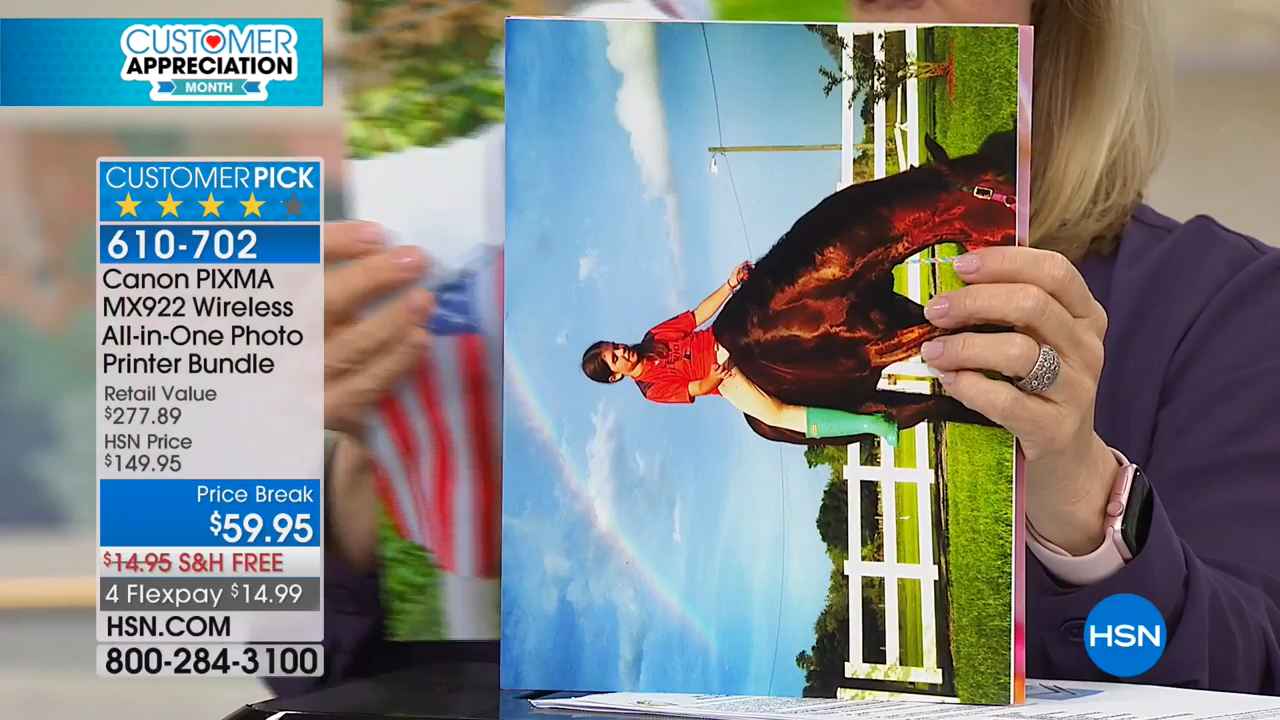 CUSTOMER
APPRECIATION
MONTH
CUSTOMER PICK
610-702
Canon PIXMA
MX922 Wireless
All-in-One Photo
Printer Bundle
Retail Value
$277.89
HSN Price
$149.95
Price Break
$59.95
$14.95 S&H FREE
4 Flexpay $14.99
HSN.COM
800-284-3100
HSN